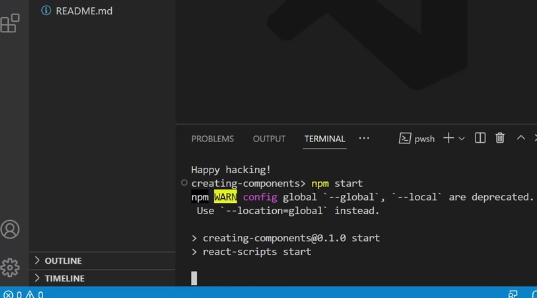 README.md
PROBLEMS OUTPUT TERMINAL ··· pwsh
Happy hacking!
creating-components> npm start
npm WARN config global `--global`, `--local` are deprecated.
Use `--location=global` instead.
> creating-components@0.1.0 start
> react-scripts start
OUTLINE
TIMELINE
0 0